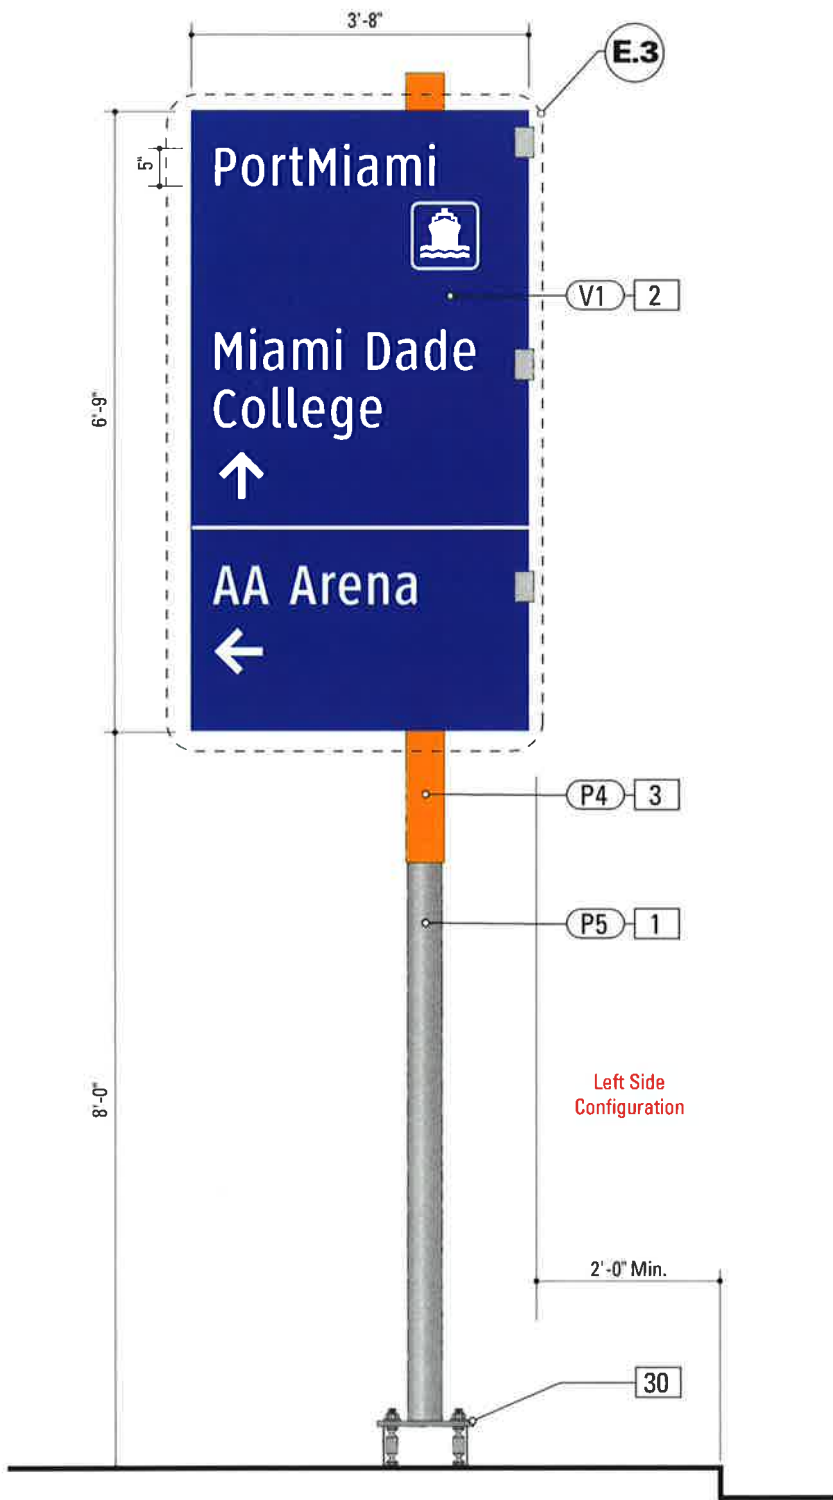 3'-8"
E.3
5"
PortMiami
V1 2
Miami Dade
College
6'-9"
AA Arena
P4 3
P5 1
Left Side
Configuration
8'-0"
2'-0" Min.
30